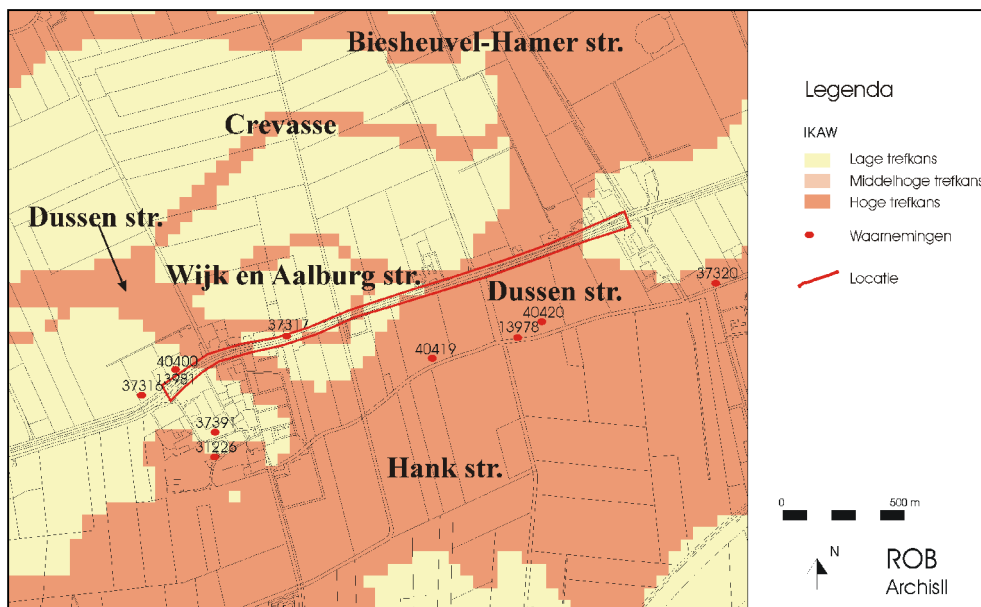 Biesheuvel-Hamer str.
Crevasse
Dussen str.
Wijk en Aalburg str.
Dussen str.
37320
37317
40420
13978
40419
40400
13981
37316
37391
31226
Hank str.
Legenda
IKAW
Lage trefkans
Middelhoge trefkans
Hoge trefkans
Waarnemingen
Locatie
0 500 m
N
ROB
ArchisII